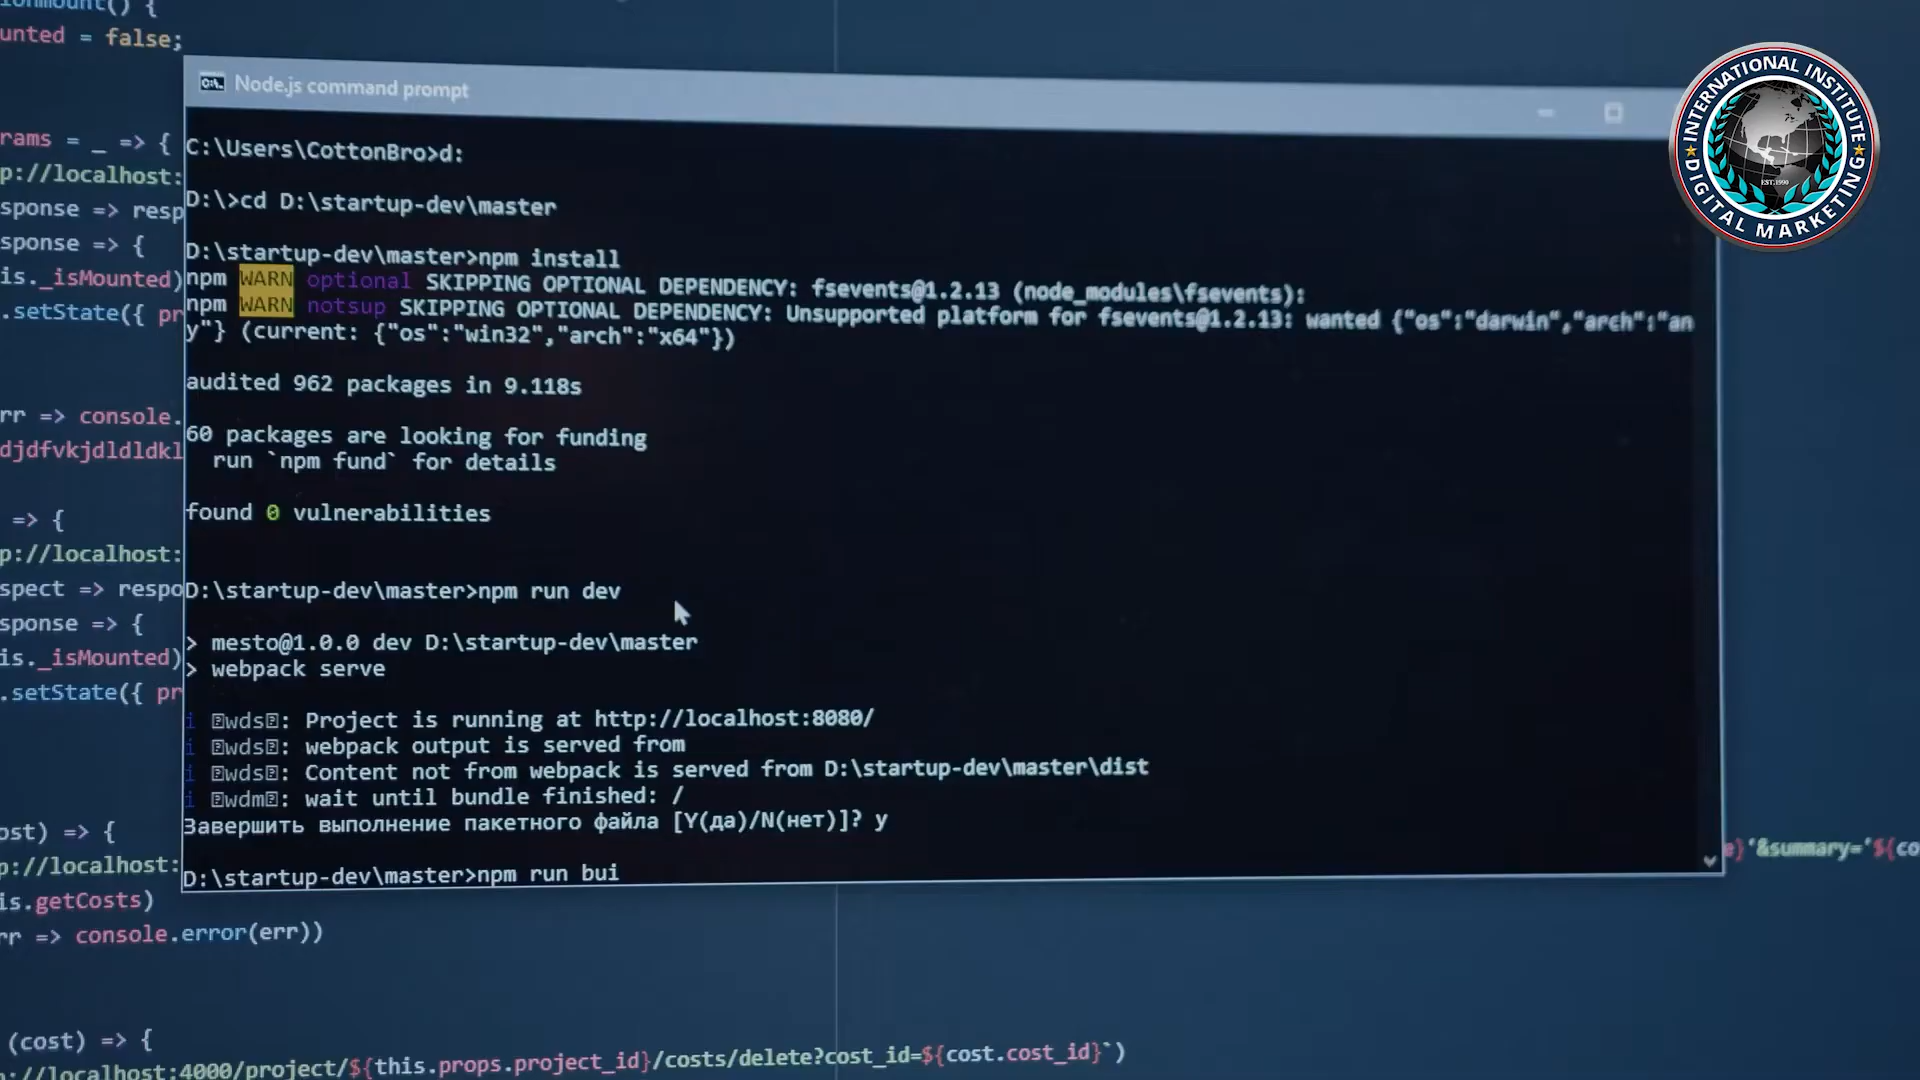 ionMount() {
unted = false;
Node.js command prompt
INTERNATIONAL INSTITUTE
EST.1990
DIGITAL MARKETING
rams = _ => {
p://localhost:
sponse => resp
sponse => {
is._isMounted)
.setState({ pr
rr => console.
djdfvkjdldldkl
=> {
p://localhost:
spect => respo
sponse => {
is._isMounted)
.setState({ pr
ost) => {
p://localhost:
is.getCosts)
rr => console.error(err))
C:\Users\CottonBro>d:
D:\>cd D:\startup-dev\master
D:\startup-dev\master>npm install
npm WARN optional SKIPPING OPTIONAL DEPENDENCY: fsevents@1.2.13 (node_modules\fsevents):
npm WARN notsup SKIPPING OPTIONAL DEPENDENCY: Unsupported platform for fsevents@1.2.13: wanted {"os":"darwin","arch":"an
y"} (current: {"os":"win32","arch":"x64"})
audited 962 packages in 9.118s
60 packages are looking for funding
run `npm fund` for details
found 0 vulnerabilities
D:\startup-dev\master>npm run dev
> mesto@1.0.0 dev D:\startup-dev\master
> webpack serve
i wds: Project is running at http://localhost:8080/
i wds: webpack output is served from
i wds: Content not from webpack is served from D:\startup-dev\master\dist
i wdm: wait until bundle finished: /
Завершить выполнение пакетного файла [Y(да)/N(нет)]? y
D:\startup-dev\master>npm run bui
e}'&summary='${co
(cost) => {
://localhost:4000/project/${this.props.project_id}/costs/delete?cost_id=${cost.cost_id}`)